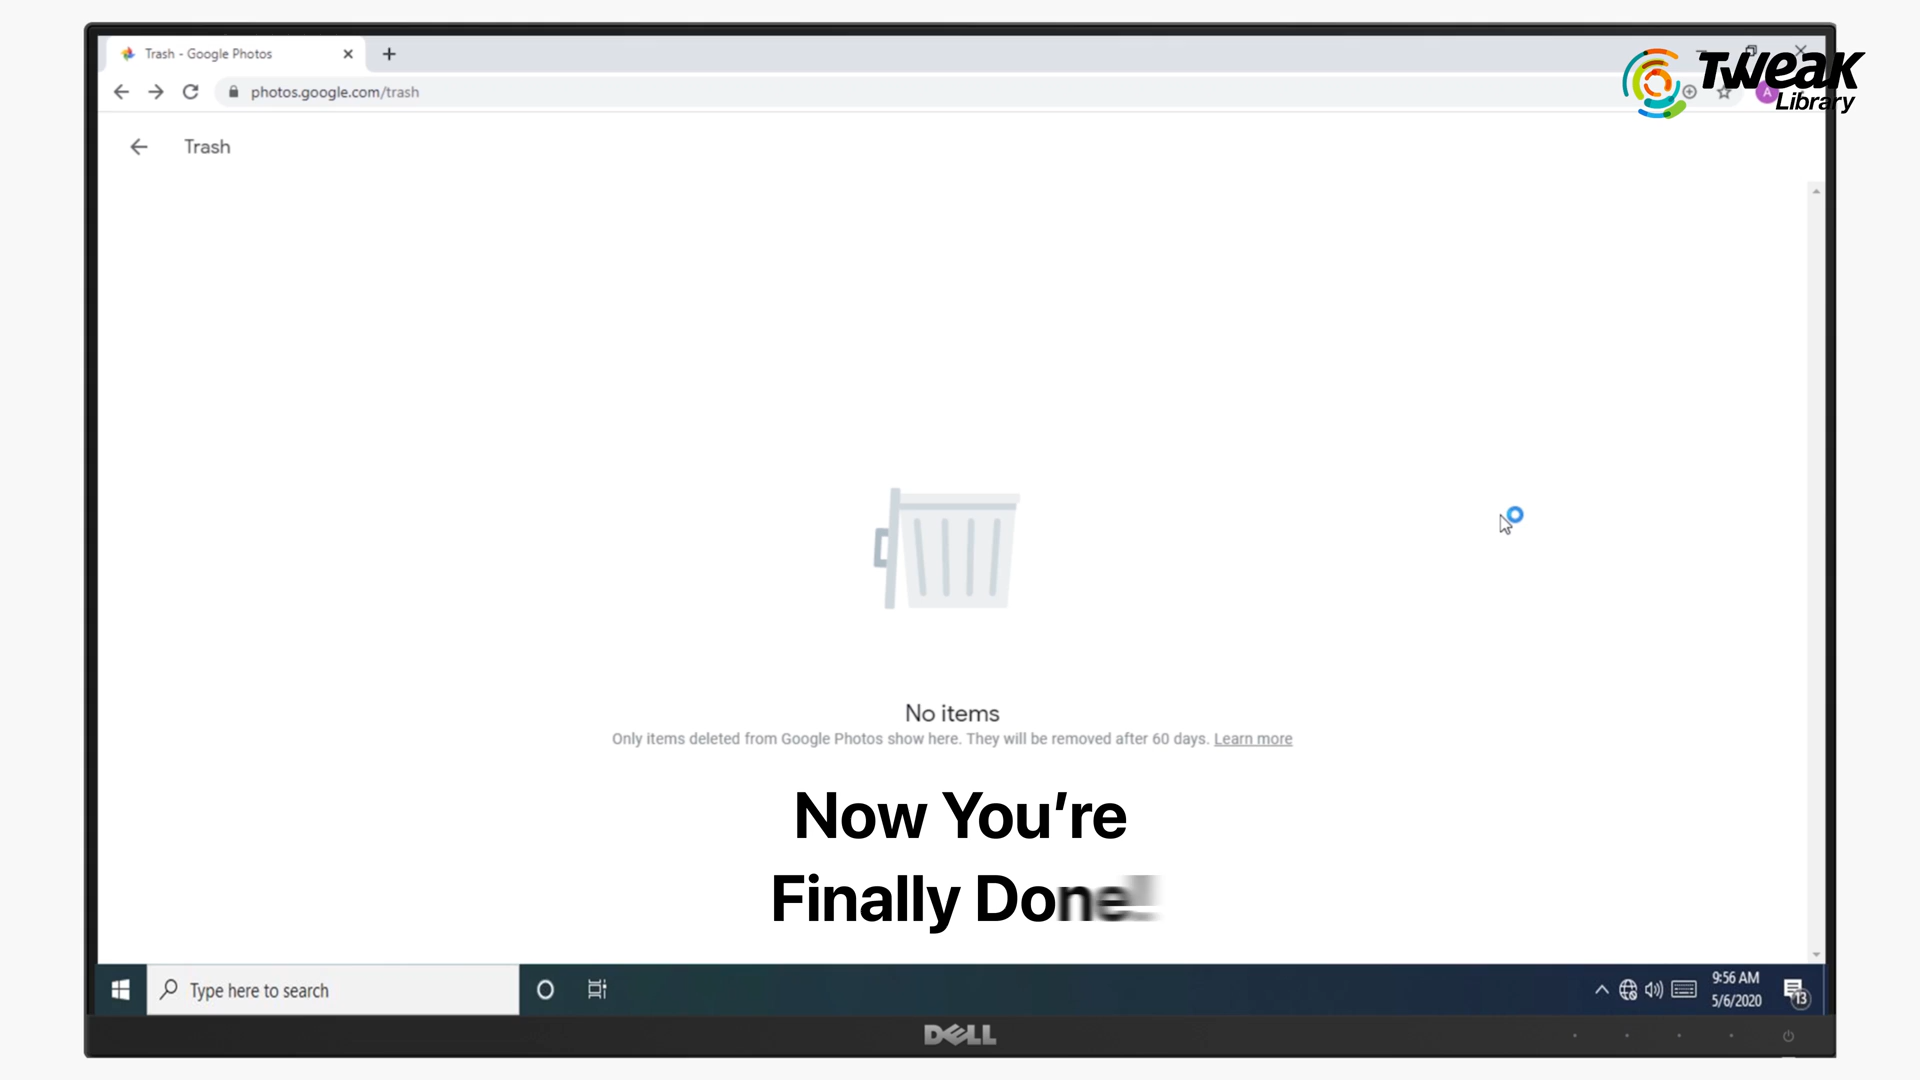 Trash - Google Photos
photos.google.com/trash
A
TWeaK
Library
Trash
No items
Only items deleted from Google Photos show here. They will be removed after 60 days. Learn more
Now You’re
Finally Done!
Type here to search
9:56 AM
5/6/2020
13
DELL